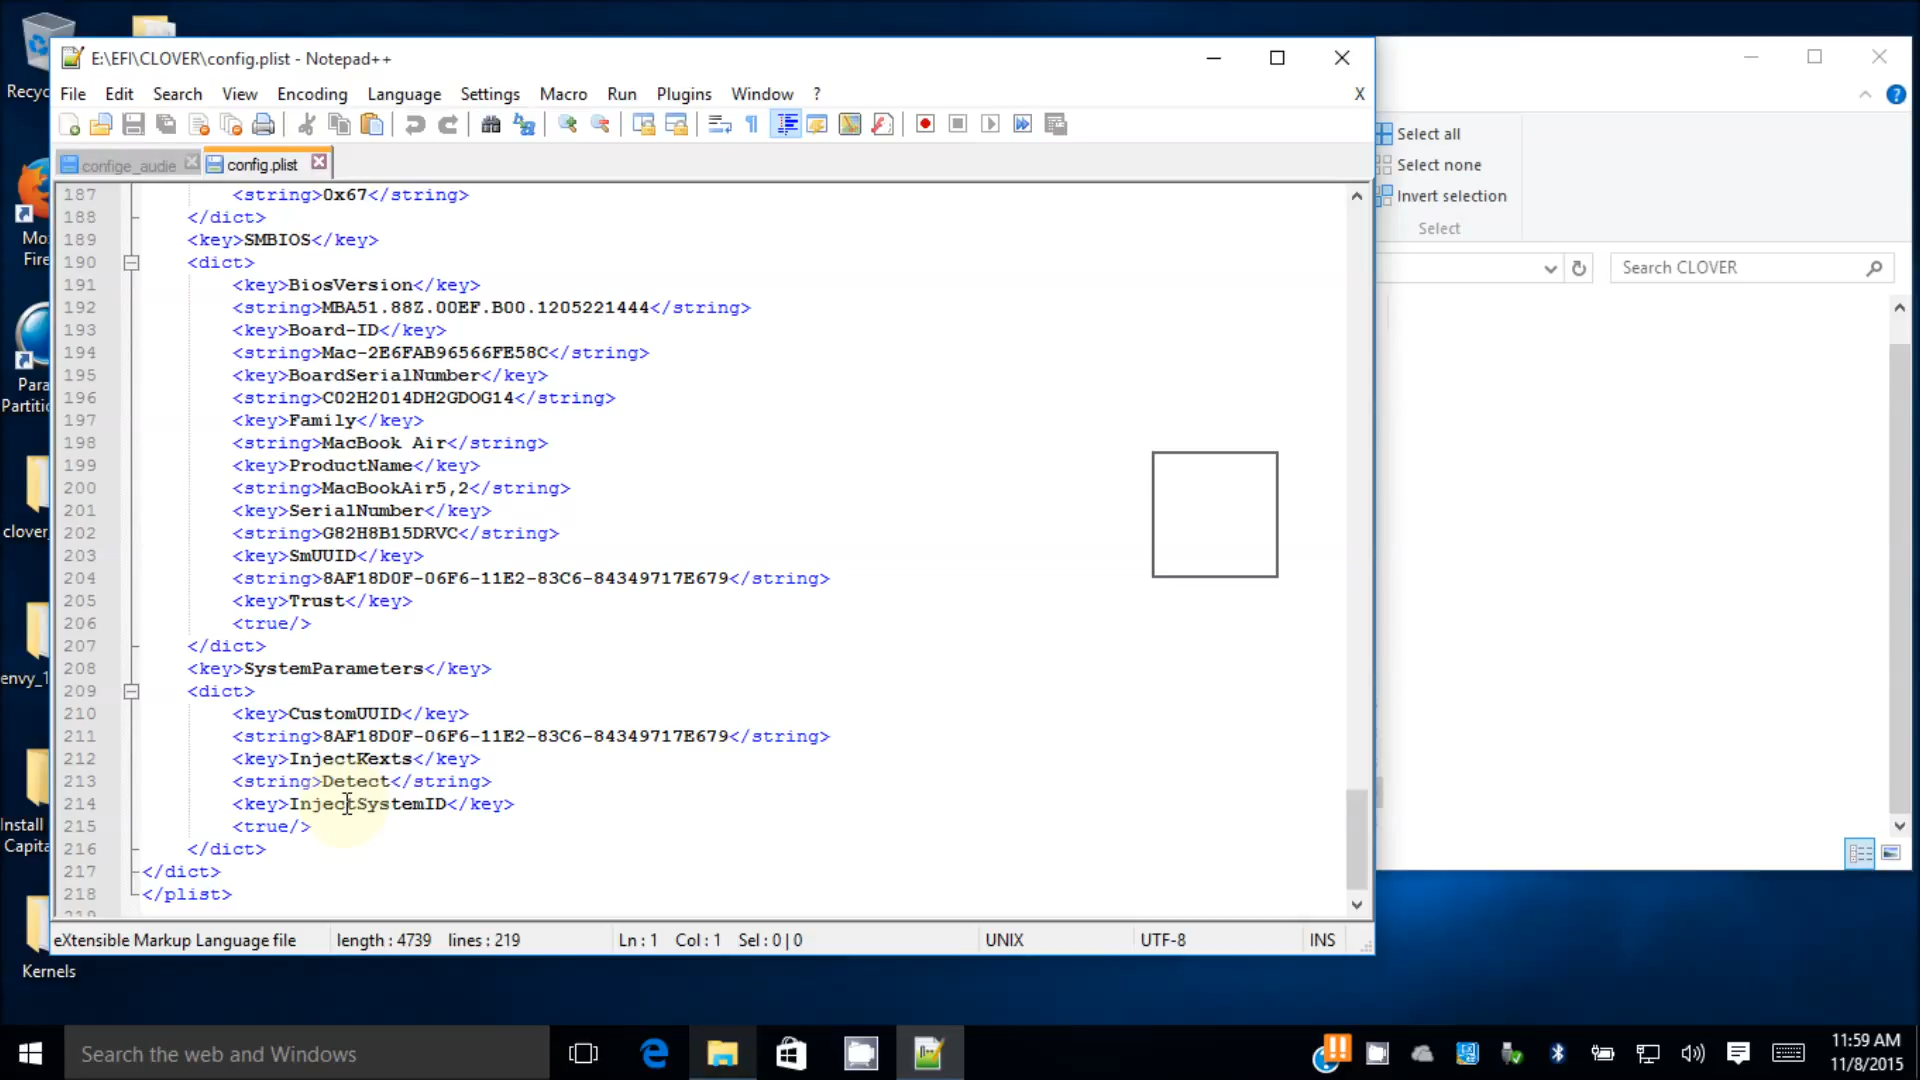 Recyc
Mo
Fire
Para
Partitic
clover_
envy_1
Install
Capita
Kernels
E:\EFI\CLOVER\config.plist - Notepad++
File Edit Search View Encoding Language Settings Macro Run Plugins Window ? X
confige_audie config.plist
187 <string>0x67</string>
188 </dict>
189 <key>SMBIOS</key>
190 <dict>
191 <key>BiosVersion</key>
192 <string>MBA51.88Z.00EF.B00.1205221444</string>
193 <key>Board-ID</key>
194 <string>Mac-2E6FAB96566FE58C</string>
195 <key>BoardSerialNumber</key>
196 <string>C02H2014DH2GDOG14</string>
197 <key>Family</key>
198 <string>MacBook Air</string>
199 <key>ProductName</key>
200 <string>MacBookAir5,2</string>
201 <key>SerialNumber</key>
202 <string>G82H8B15DRVC</string>
203 <key>SmUUID</key>
204 <string>8AF18D0F-06F6-11E2-83C6-84349717E679</string>
205 <key>Trust</key>
206 <true/>
207 </dict>
208 <key>SystemParameters</key>
209 <dict>
210 <key>CustomUUID</key>
211 <string>8AF18D0F-06F6-11E2-83C6-84349717E679</string>
212 <key>InjectKexts</key>
213 <string>Detect</string>
214 <key>InjectSystemID</key>
215 <true/>
216 </dict>
217 </dict>
218 </plist>
219
eXtensible Markup Language file length : 4739 lines : 219 Ln : 1 Col : 1 Sel : 0 | 0 UNIX UTF-8 INS
Select all
Select none
Invert selection
Select
Search CLOVER
Search the web and Windows
11:59 AM
11/8/2015